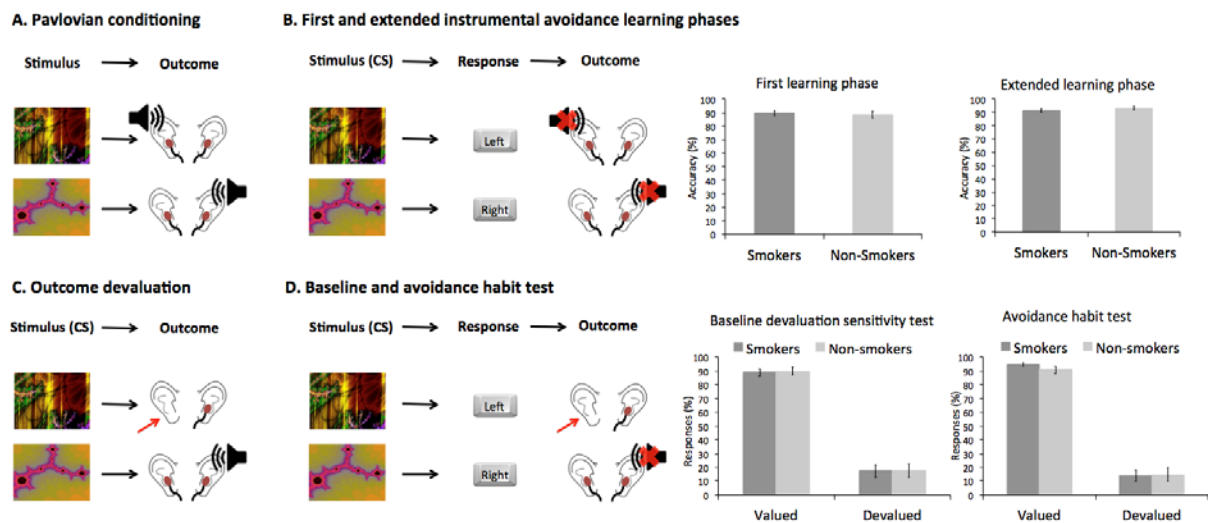 A. Pavlovian conditioning
Stimulus Outcome
B. First and extended instrumental avoidance learning phases
Stimulus (CS) Response Outcome
Left
Right
First learning phase
Accuracy (%)
100
90
80
70
60
50
40
30
20
10
0
Smokers Non-Smokers
Extended learning phase
Accuracy (%)
100
90
80
70
60
50
40
30
20
10
0
Smokers Non-Smokers
C. Outcome devaluation
Stimulus (CS) Outcome
D. Baseline and avoidance habit test
Stimulus (CS) Response Outcome
Left
Right
Baseline devaluation sensitivity test
Smokers Non-smokers
Responses (%)
100
90
80
70
60
50
40
30
20
10
0
Valued Devalued
Avoidance habit test
Smokers Non-smokers
Responses (%)
100
90
80
70
60
50
40
30
20
10
0
Valued Devalued